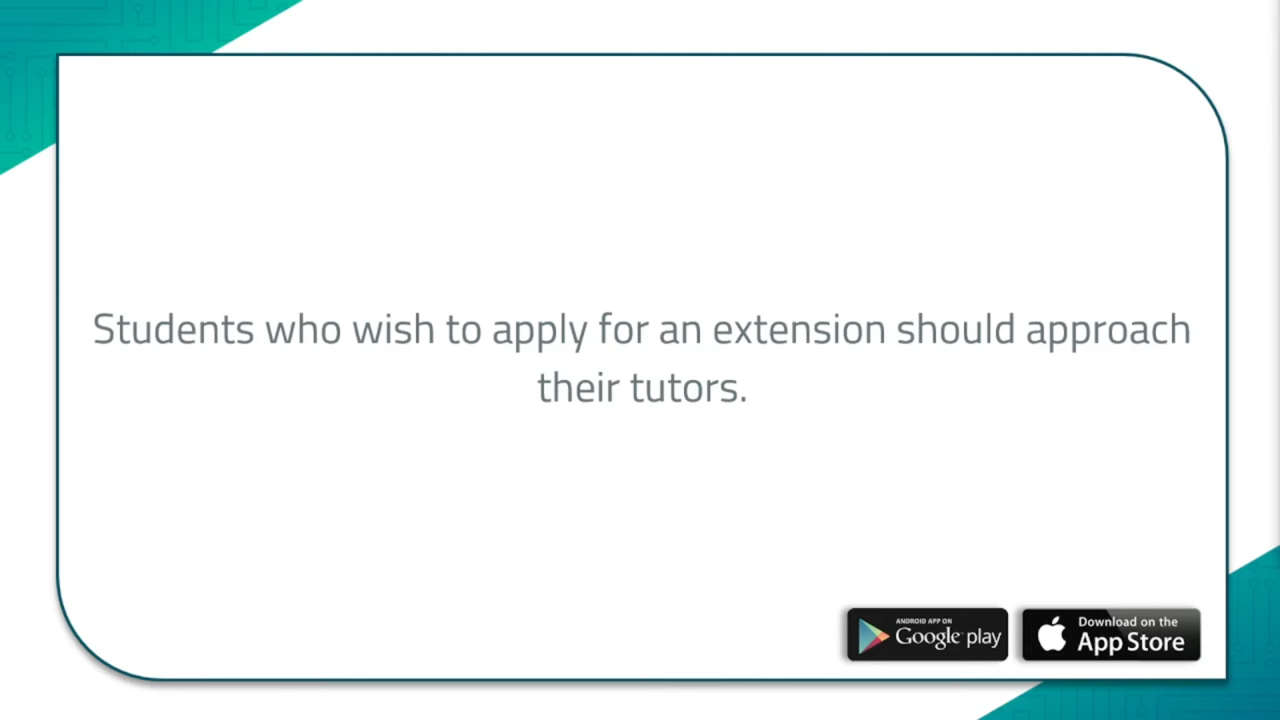 Students who wish to apply for an extension should approach
their tutors.
ANDROID APP ON
Google play
Download on the
App Store